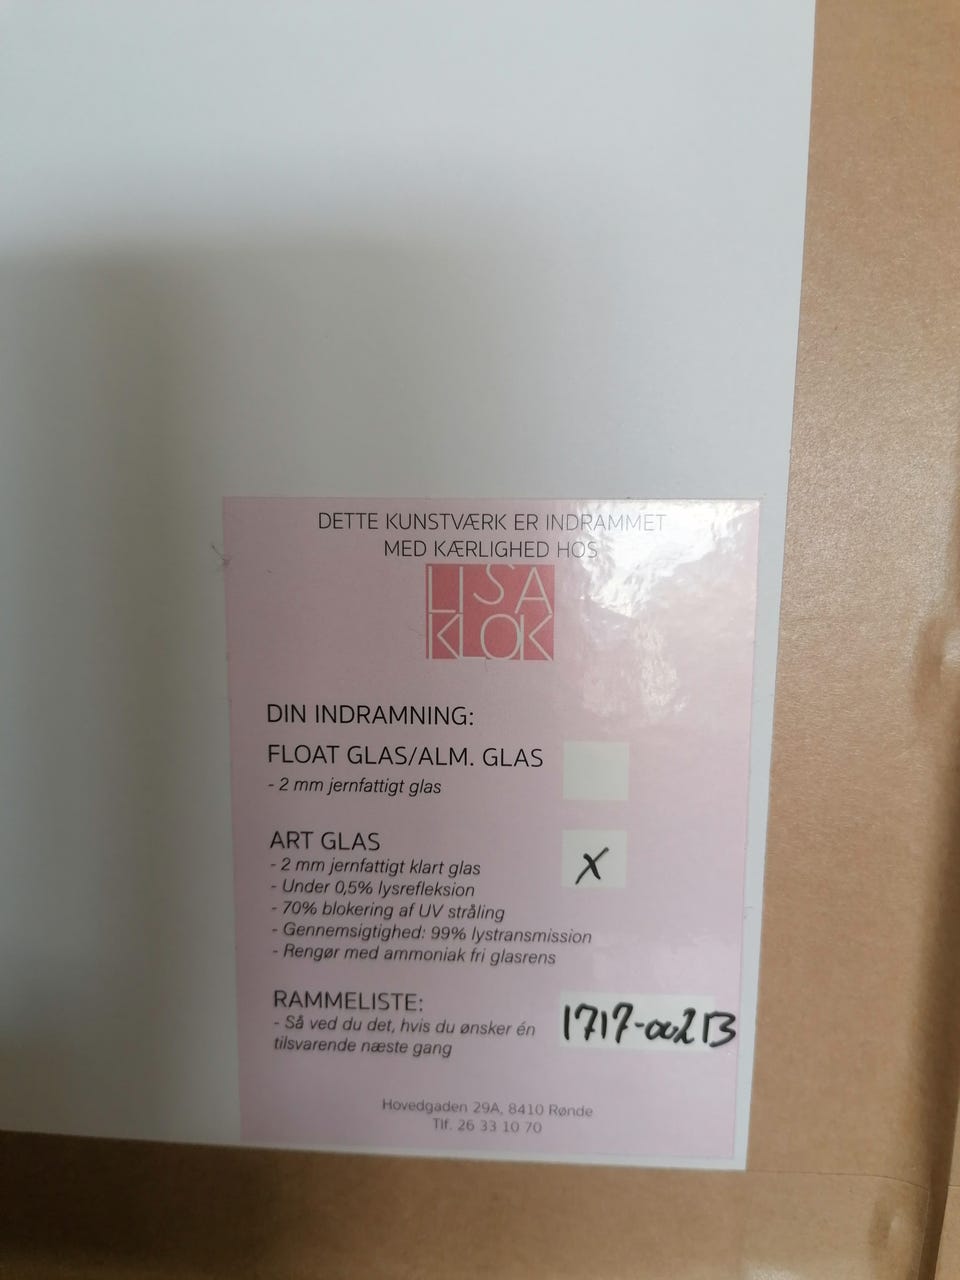 DETTE KUNSTVÆRK ER INDRAMMET
MED KÆRLIGHED HOS
LISA
KLOK
DIN INDRAMNING:
FLOAT GLAS/ALM. GLAS
- 2 mm jernfattigt glas
ART GLAS
X
- 2 mm jernfattigt klart glas
- Under 0,5% lysrefleksion
- 70% blokering af UV stråling
- Gennemsigtighed: 99% lystransmission
- Rengør med ammoniak fri glasrens
RAMMELISTE:
- Så ved du det, hvis du ønsker én
tilsvarende næste gang
1717-002B
Hovedgaden 29A, 8410 Rønde
Tlf. 26 33 10 70